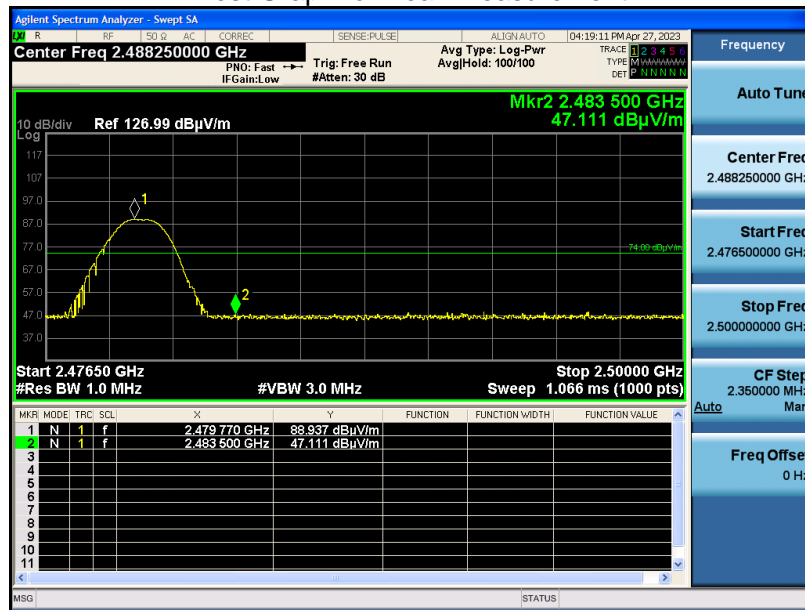 Agilent Spectrum Analyzer - Swept SA
LXI R RF 50 Ω AC CORREC SENSE:PULSE ALIGN AUTO 04:19:11 PM Apr 27, 2023
Center Freq 2.488250000 GHz
PNO: Fast
IFGain:Low
Trig: Free Run
#Atten: 30 dB
Avg Type: Log-Pwr
Avg|Hold: 100/100
TRACE 1 2 3 4 5 6
TYPE M
DET P N N N N N
Mkr2 2.483 500 GHz
47.111 dBµV/m
10 dB/div Ref 126.99 dBµV/m
Log
117
107
97.0
87.0
77.0
67.0
57.0
47.0
37.0
1
2
74.00 dBµV/m
Start 2.47650 GHz Stop 2.50000 GHz
#Res BW 1.0 MHz #VBW 3.0 MHz Sweep 1.066 ms (1000 pts)
MKR MODE TRC SCL X Y FUNCTION FUNCTION WIDTH FUNCTION VALUE
1 N 1 f 2.479 770 GHz 88.937 dBµV/m
2 N 1 f 2.483 500 GHz 47.111 dBµV/m
3
4
5
6
7
8
9
10
11
MSG STATUS
Frequency
Auto Tune
Center Freq
2.488250000 GHz
Start Freq
2.476500000 GHz
Stop Freq
2.500000000 GHz
CF Step
2.350000 MHz
Auto Man
Freq Offset
0 Hz